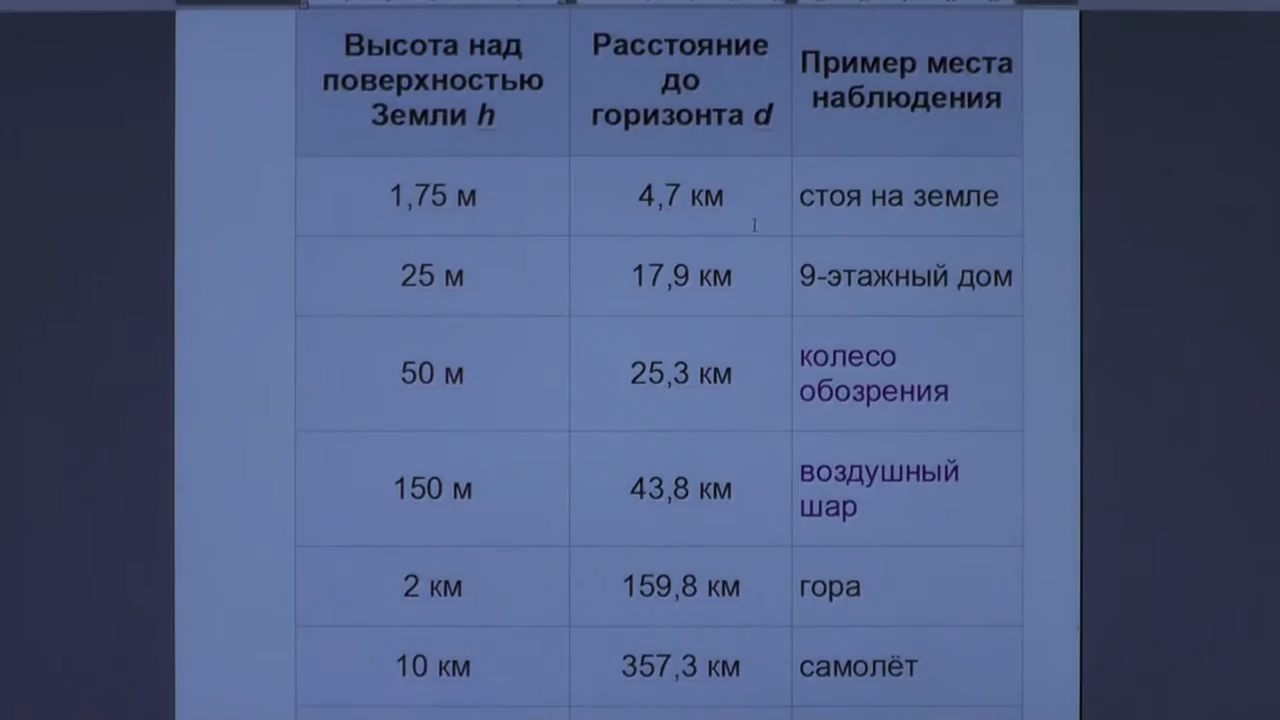 Высота над
поверхностью
Земли h
Расстояние
до
горизонта d
Пример места
наблюдения
1,75 м
4,7 км
стоя на земле
25 м
17,9 км
9-этажный дом
50 м
25,3 км
колесо
обозрения
150 м
43,8 км
воздушный
шар
2 км
159,8 км
гора
10 км
357,3 км
самолёт